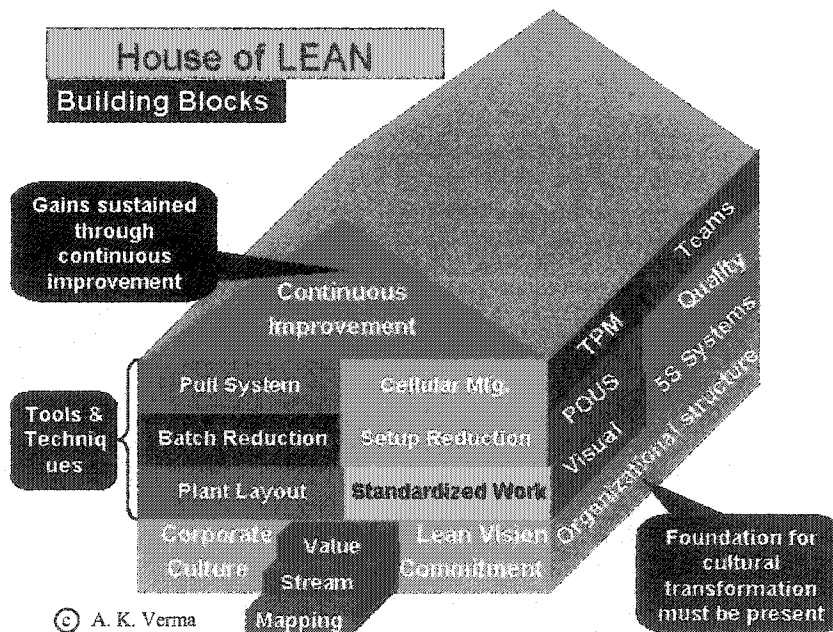 House of LEAN
Building Blocks
Gains sustained
through
continuous
improvement
Continuous
Improvement
Teams
TPM
Quality
Pull System
Cellular Mfg.
POUS
5S Systems
Tools &
Techniq
ues
Batch Reduction
Setup Reduction
Visual
Plant Layout
Standardized Work
Organizational structure
Corporate
Culture
Lean Vision
Commitment
Value
Stream
Mapping
Foundation for
cultural
transformation
must be present
© A. K. Verma